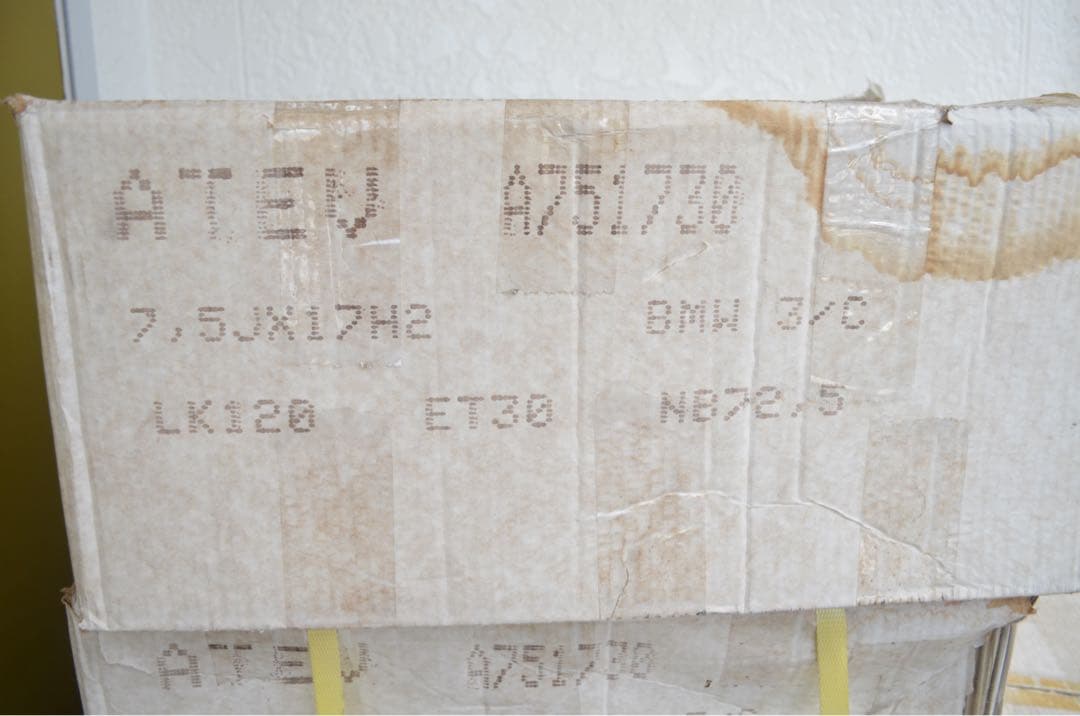 ATEV A751730
7,5JX17H2 BMW 3/C
LK120 ET30 NB72,5
ATEV A751730